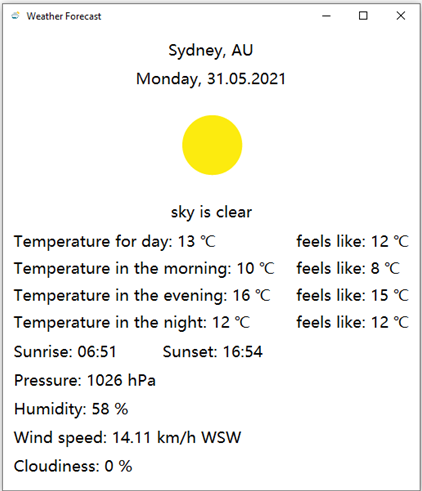 Weather Forecast
Sydney, AU
Monday, 31.05.2021
sky is clear
Temperature for day: 13 ℃ feels like: 12 ℃
Temperature in the morning: 10 ℃ feels like: 8 ℃
Temperature in the evening: 16 ℃ feels like: 15 ℃
Temperature in the night: 12 ℃ feels like: 12 ℃
Sunrise: 06:51 Sunset: 16:54
Pressure: 1026 hPa
Humidity: 58 %
Wind speed: 14.11 km/h WSW
Cloudiness: 0 %